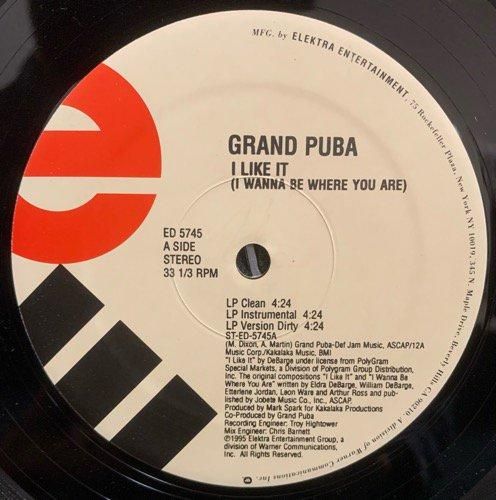 MFG. by ELEKTRA ENTERTAINMENT, 75 Rockefeller Plaza, New York NY 10019, 345 N. Maple Drive, Beverly Hills CA 90210. A division of Warner Communications Inc.
GRAND PUBA
I LIKE IT
(I WANNA BE WHERE YOU ARE)
ED 5745
A SIDE
STEREO
33 1/3 RPM
LP Clean 4:24
LP Instrumental 4:24
LP Version Dirty 4:24
ST-ED-5745A
(M. Dixon, A. Martin) Grand Puba-Def Jam Music, ASCAP/12A
Music Corp./Kakalaka Music, BMI
"I Like It" by DeBarge under license from PolyGram
Special Markets, a Division of Polygram Group Distribution,
Inc. The original compositions "I Like It" and "I Wanna Be
Where You Are" written by Eldra DeBarge, William DeBarge,
Etterlene Jordan, Leon Ware and Arthur Ross and pub-
lished by Jobete Music Co., Inc., ASCAP.
Produced by Mark Spark for Kakalaka Productions
Co-Produced by Grand Puba
Recording Engineer: Troy Hightower
Mix Engineer: Chris Barnett
℗1995 Elektra Entertainment Group, a
division of Warner Communications,
Inc. All Rights Reserved.